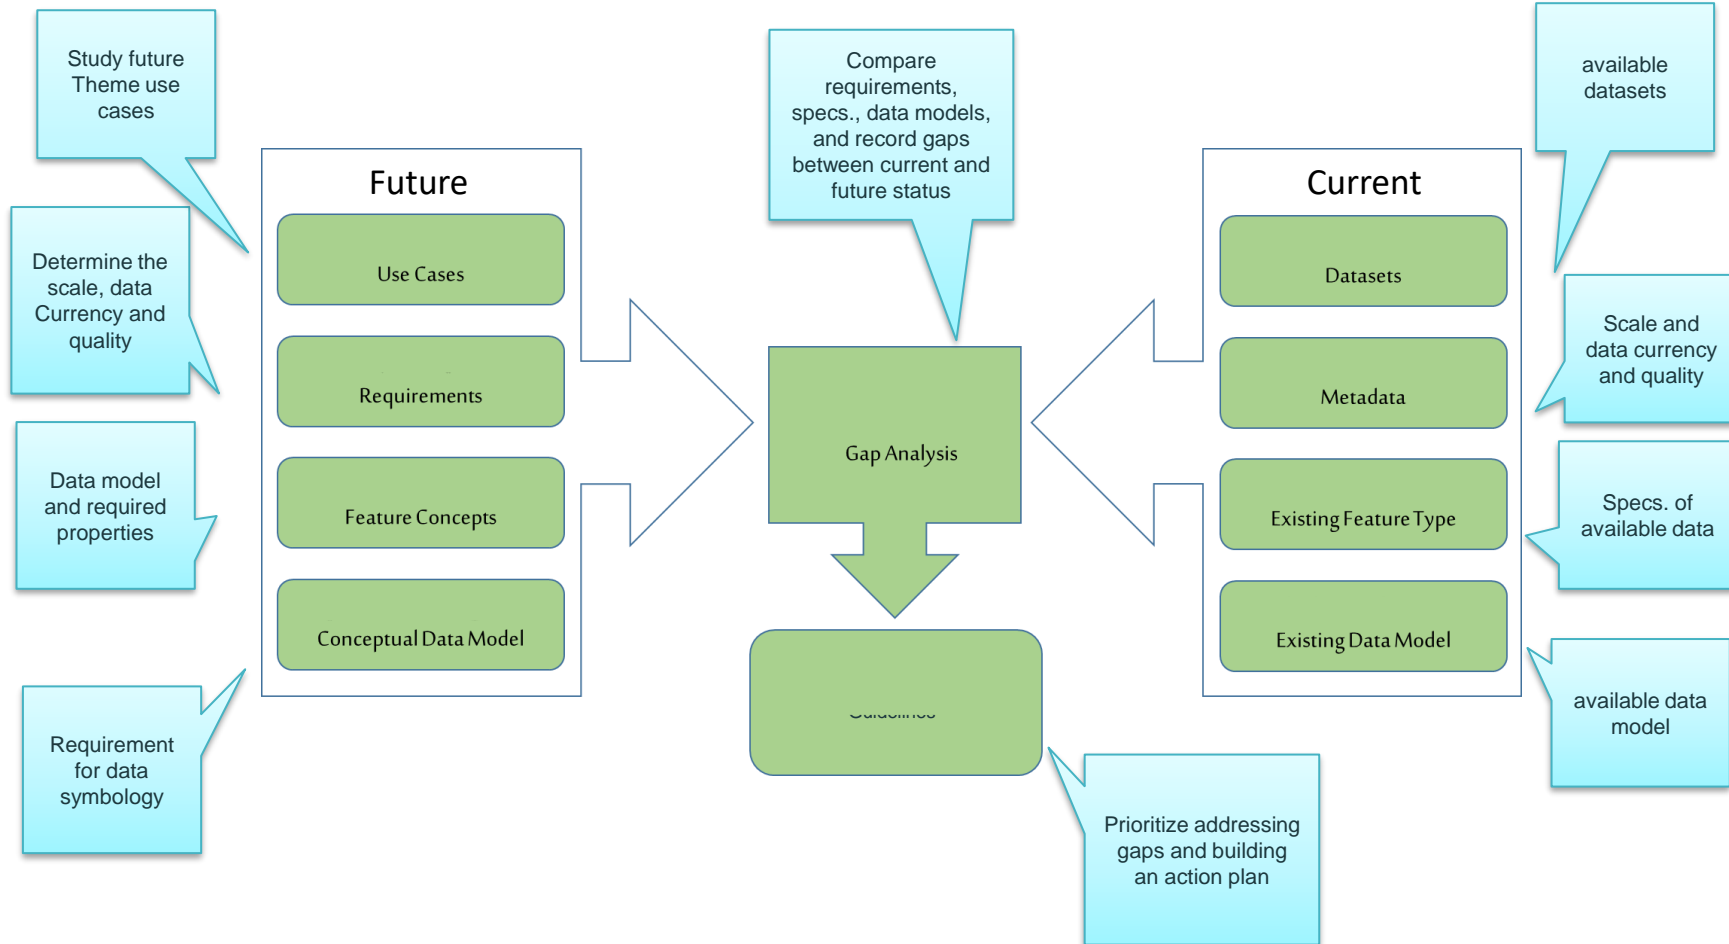 Study future
Theme use
cases
Determine the
scale, data
Currency and
quality
Data model
and required
properties
Requirement
for data
symbology
Future
Use Cases
Requirements
Feature Concepts
Conceptual Data Model
Compare
requirements,
specs., data models,
and record gaps
between current and
future status
Gap Analysis
Prioritize addressing
gaps and building
an action plan
Current
Datasets
Metadata
Existing Feature Type
Existing Data Model
available
datasets
Scale and
data currency
and quality
Specs. of
available data
available data
model